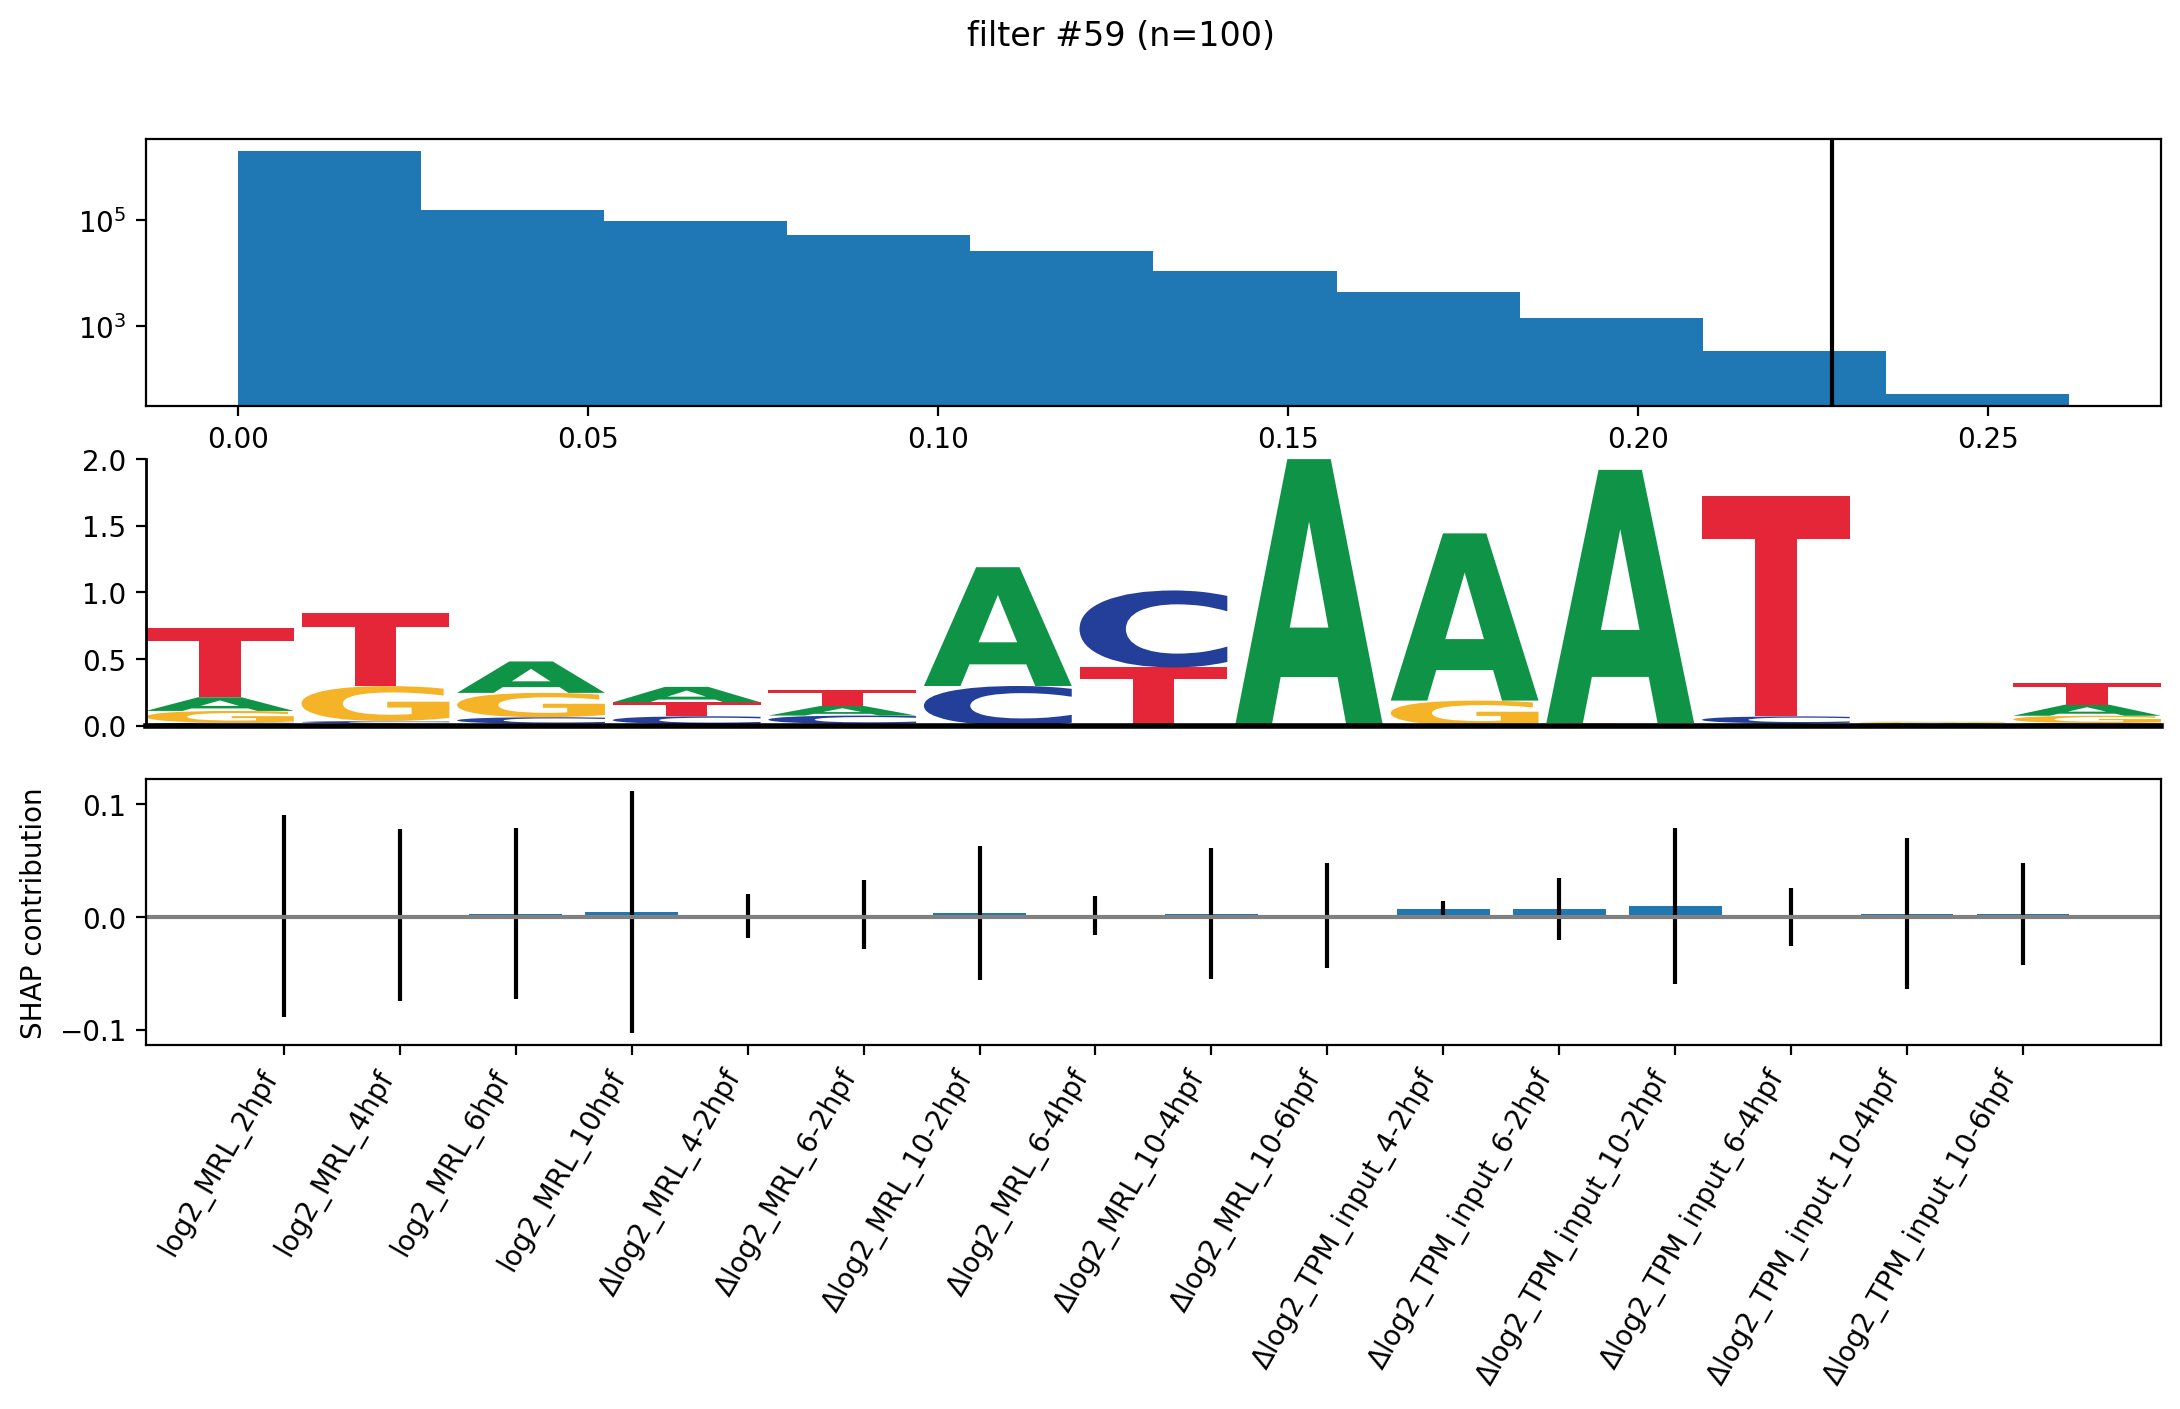 filter #59 (n=100)
10^5
10^3
0.00 0.05 0.10 0.15 0.20 0.25
2.0
1.5
1.0
0.5
0.0
T T A A T A C A A A T T
A G G T A C T G C A
G C C C C G
SHAP contribution
0.1
0.0
−0.1
log2_MRL_2hpf
log2_MRL_4hpf
log2_MRL_6hpf
log2_MRL_10hpf
Δlog2_MRL_4-2hpf
Δlog2_MRL_6-2hpf
Δlog2_MRL_10-2hpf
Δlog2_MRL_6-4hpf
Δlog2_MRL_10-4hpf
Δlog2_MRL_10-6hpf
Δlog2_TPM_input_4-2hpf
Δlog2_TPM_input_6-2hpf
Δlog2_TPM_input_10-2hpf
Δlog2_TPM_input_6-4hpf
Δlog2_TPM_input_10-4hpf
Δlog2_TPM_input_10-6hpf